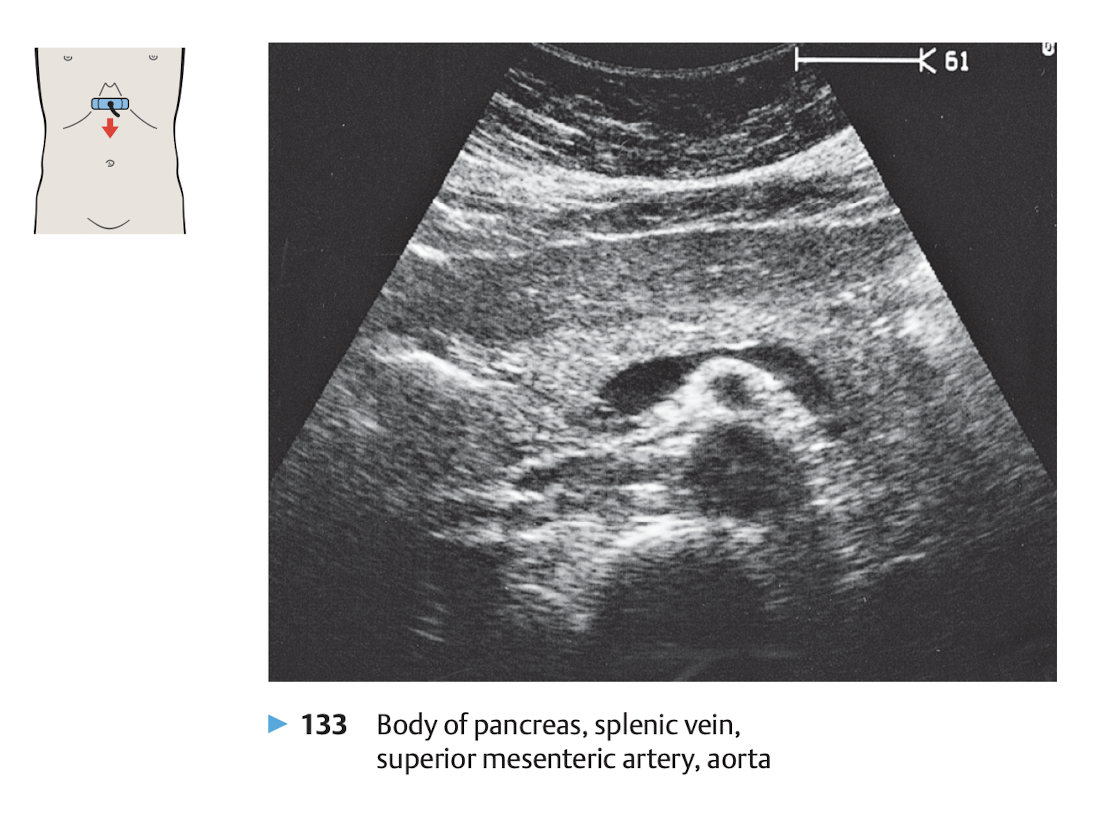 61
▶ 133 Body of pancreas, splenic vein,
superior mesenteric artery, aorta